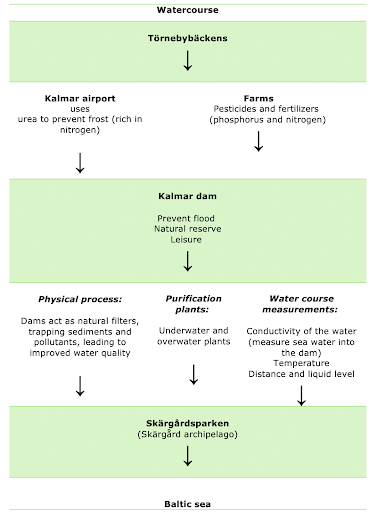 Watercourse
Törnebybäckens
Kalmar airport
uses
urea to prevent frost (rich in
nitrogen)
Farms
Pesticides and fertilizers
(phosphorus and nitrogen)
Kalmar dam
Prevent flood
Natural reserve
Leisure
Physical process:
Dams act as natural filters,
trapping sediments and
pollutants, leading to
improved water quality
Purification
plants:
Underwater and
overwater plants
Water course
measurements:
Conductivity of the water
(measure sea water into
the dam)
Temperature
Distance and liquid level
Skärgårdsparken
(Skärgård archipelago)
Baltic sea